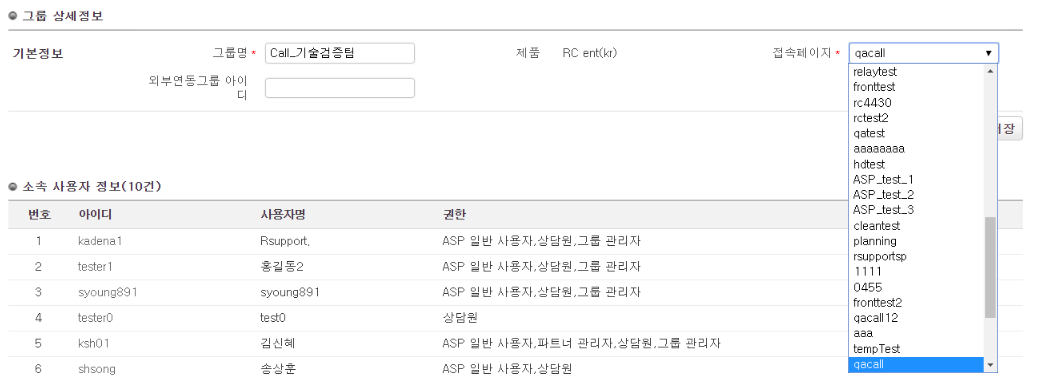 그룹 상세정보
기본정보 그룹명 * Call_기술검증팀 제품 RC ent(kr) 접속페이지 * qacall
외부연동그룹 아이
디
relaytest
fronttest
rc4430
rctest2
qatest
aaaaaaaa
hdtest
ASP_test_1
ASP_test_2
ASP_test_3
cleantest
planning
rsupportsp
1111
0455
fronttest2
qacall12
aaa
tempTest
qacall
장
소속 사용자 정보(10건)
번호 아이디 사용자명 권한
1 kadena1 Rsupport. ASP 일반 사용자,상담원,그룹 관리자
2 tester1 홍길동2 ASP 일반 사용자,상담원,그룹 관리자
3 syoung891 syoung891 ASP 일반 사용자,상담원,그룹 관리자
4 tester0 test0 상담원
5 ksh01 김신혜 ASP 일반 사용자,파트너 관리자,상담원,그룹 관리자
6 shsong 송상훈 ASP 일반 사용자,상담원